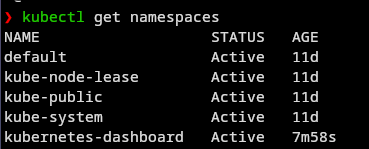 ❯ kubectl get namespaces
NAME                   STATUS   AGE
default                Active   11d
kube-node-lease        Active   11d
kube-public            Active   11d
kube-system            Active   11d
kubernetes-dashboard   Active   7m58s